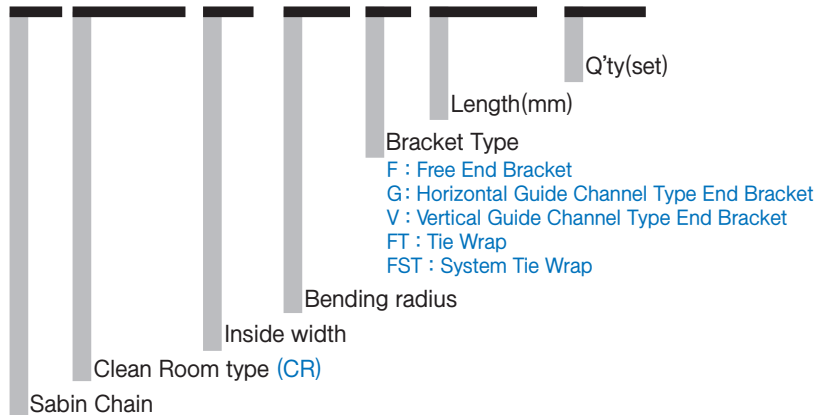 Q’ty(set)
Length(mm)
Bracket Type
F : Free End Bracket
G: Horizontal Guide Channel Type End Bracket
V : Vertical Guide Channel Type End Bracket
FT : Tie Wrap
FST : System Tie Wrap
Bending radius
Inside width
Clean Room type (CR)
Sabin Chain